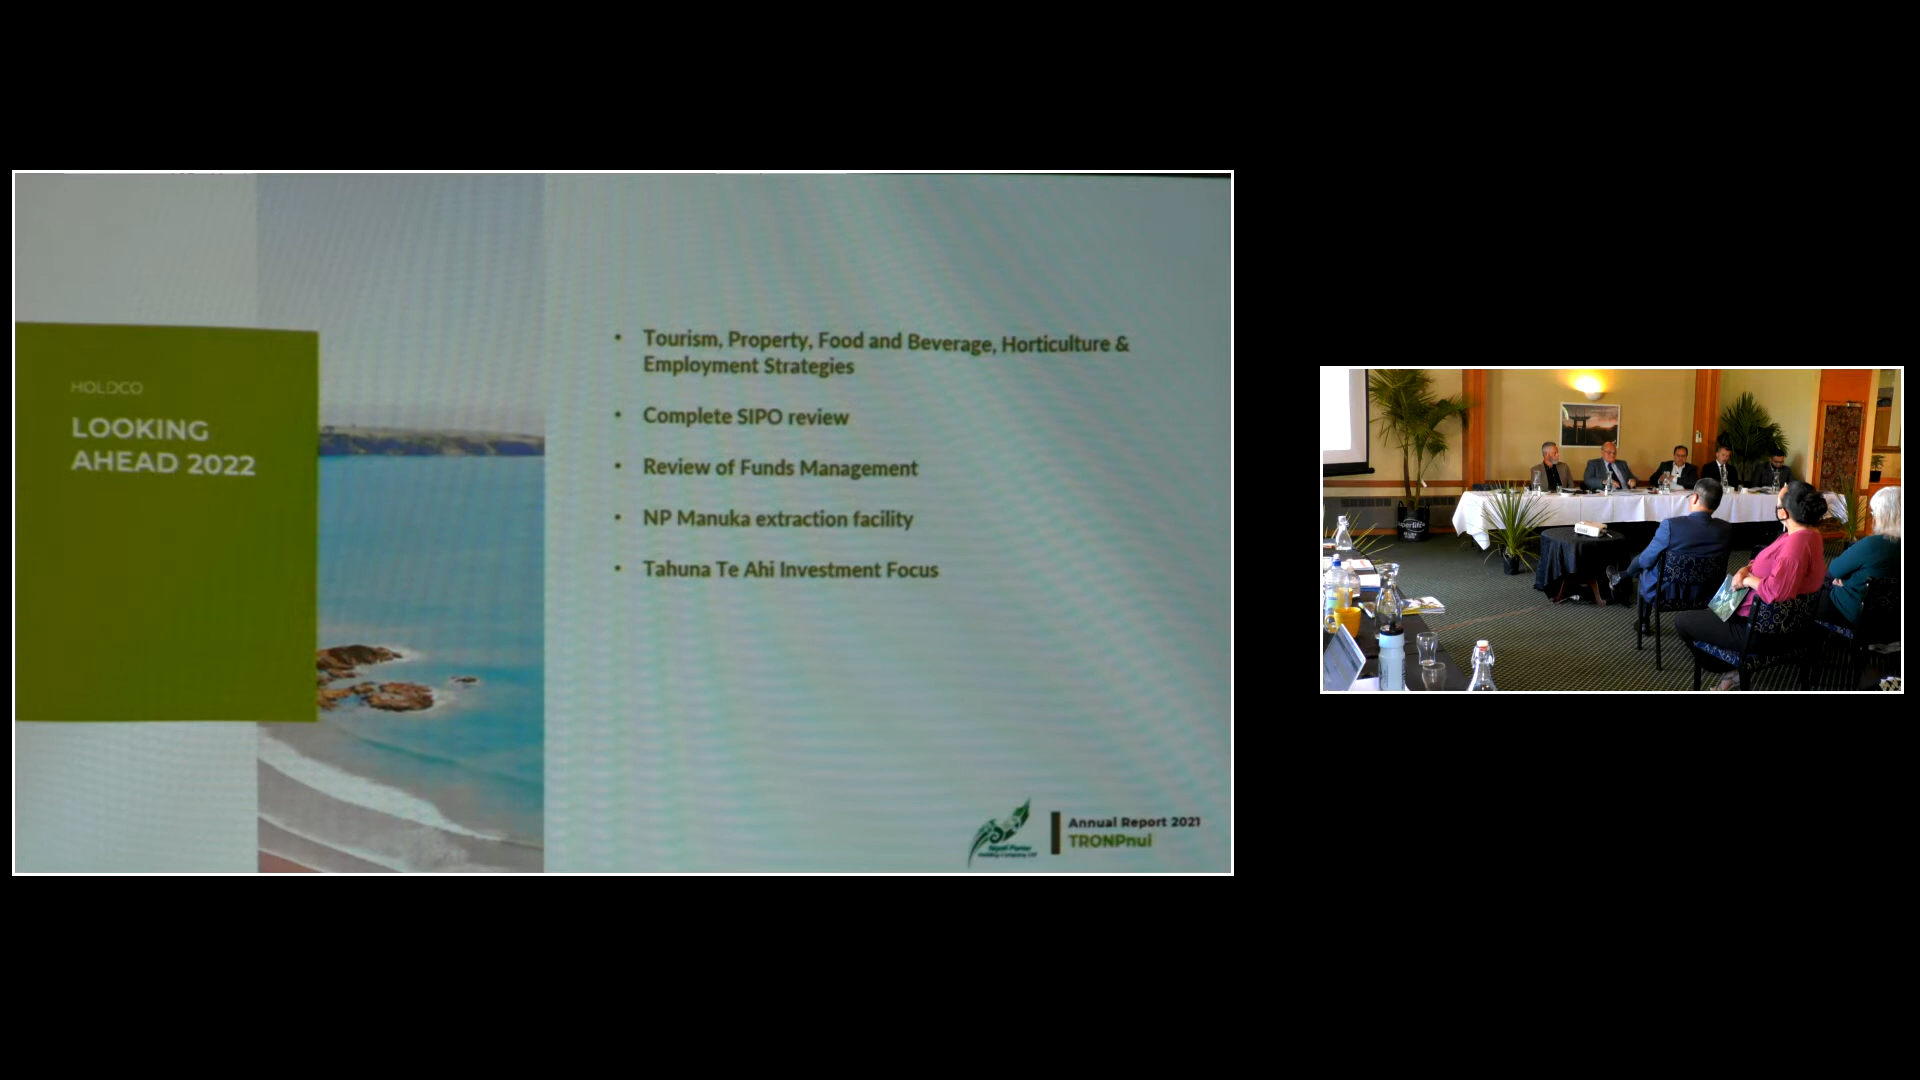 HOLDCO
LOOKING
AHEAD 2022
• Tourism, Property, Food and Beverage, Horticulture &
Employment Strategies
• Complete SIPO review
• Review of Funds Management
• NP Manuka extraction facility
• Tahuna Te Ahi Investment Focus
Annual Report 2021
TRONPnui